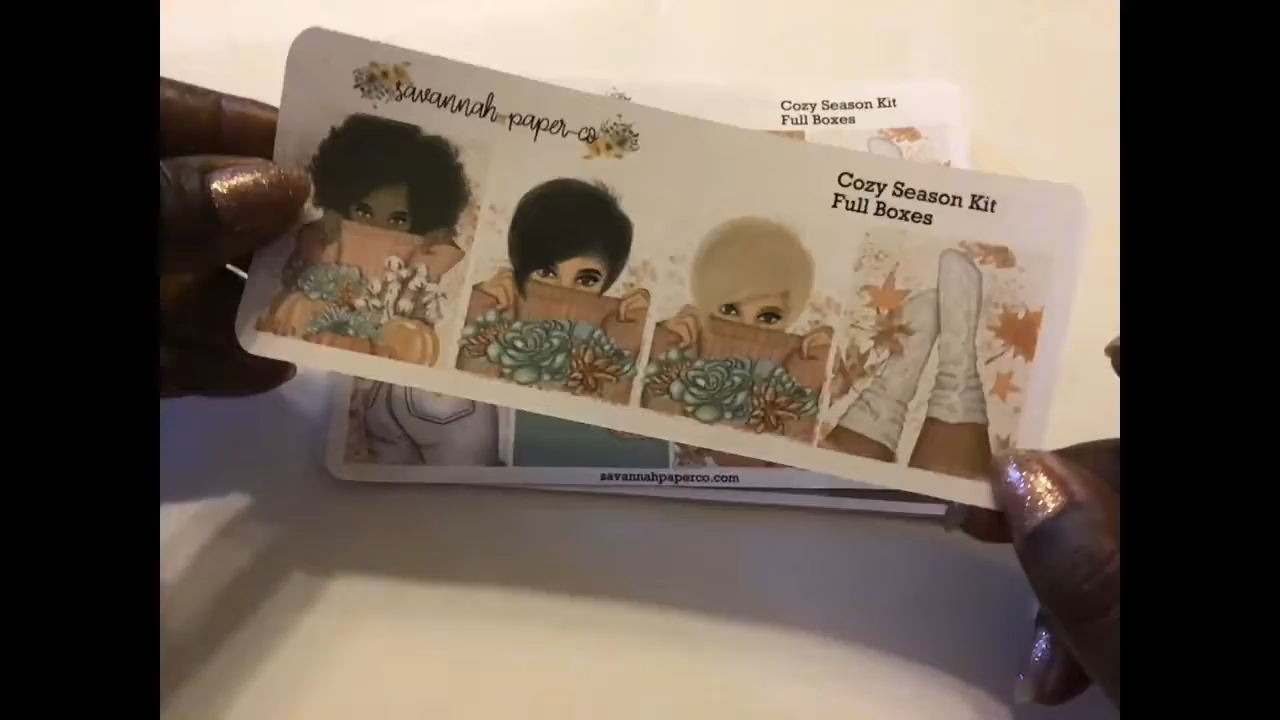 savannah-paper-co
Cozy Season Kit
Full Boxes
Cozy Season Kit
Full Boxes
savannahpaperco.com